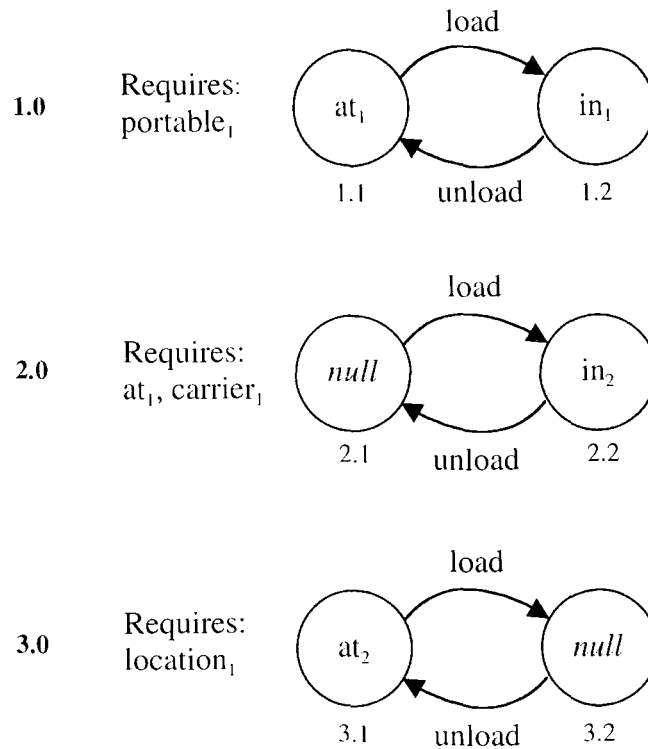 load
1.0 Requires: portable₁ at₁ in₁
1.1 unload 1.2
load
2.0 Requires: at₁, carrier₁ null in₂
2.1 unload 2.2
load
3.0 Requires: location₁ at₂ null
3.1 unload 3.2